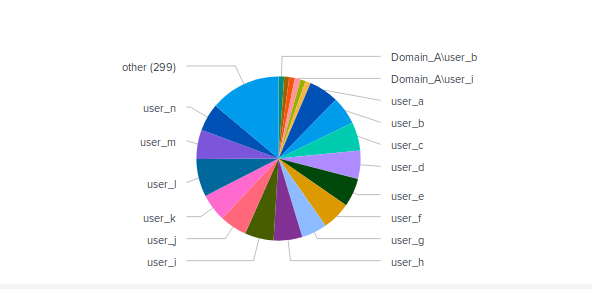 other (299)
Domain_A\user_b
Domain_A\user_i
user_a
user_b
user_c
user_d
user_e
user_f
user_g
user_h
user_i
user_j
user_k
user_l
user_m
user_n